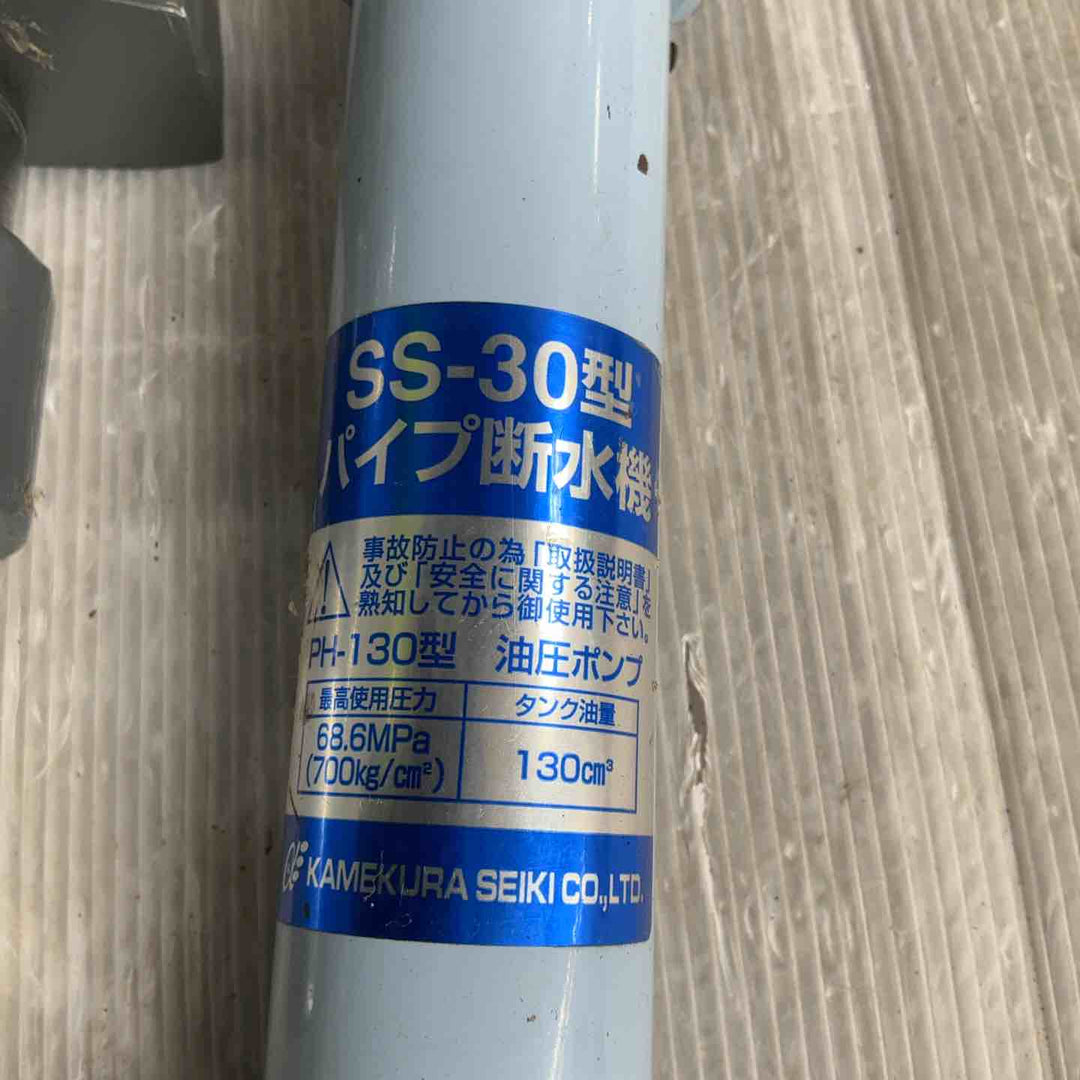 SS-30型
パイプ断水機
事故防止の為「取扱説明書」
及び「安全に関する注意」を
熟知してから御使用下さい。
PH-130型 油圧ポンプ
最高使用圧力 タンク油量
68.6MPa
(700kg/cm²) 130cm³
KAMEKURA SEIKI CO.,LTD.